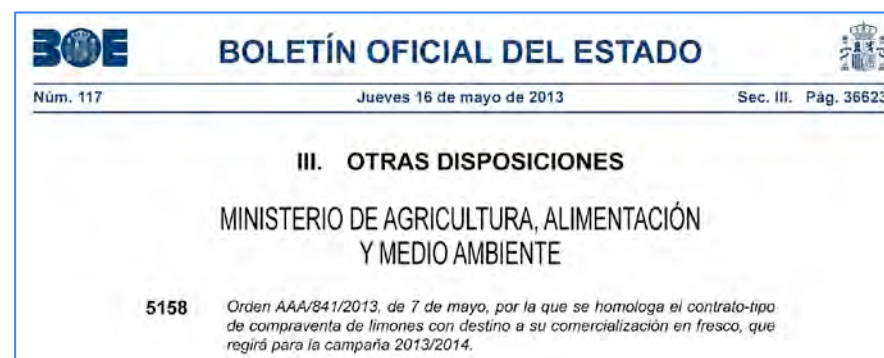 BOE
BOLETÍN OFICIAL DEL ESTADO
Núm. 117 Jueves 16 de mayo de 2013 Sec. III. Pág. 36623
III. OTRAS DISPOSICIONES
MINISTERIO DE AGRICULTURA, ALIMENTACIÓN
Y MEDIO AMBIENTE
5158 Orden AAA/841/2013, de 7 de mayo, por la que se homologa el contrato-tipo
de compraventa de limones con destino a su comercialización en fresco, que
regirá para la campaña 2013/2014.